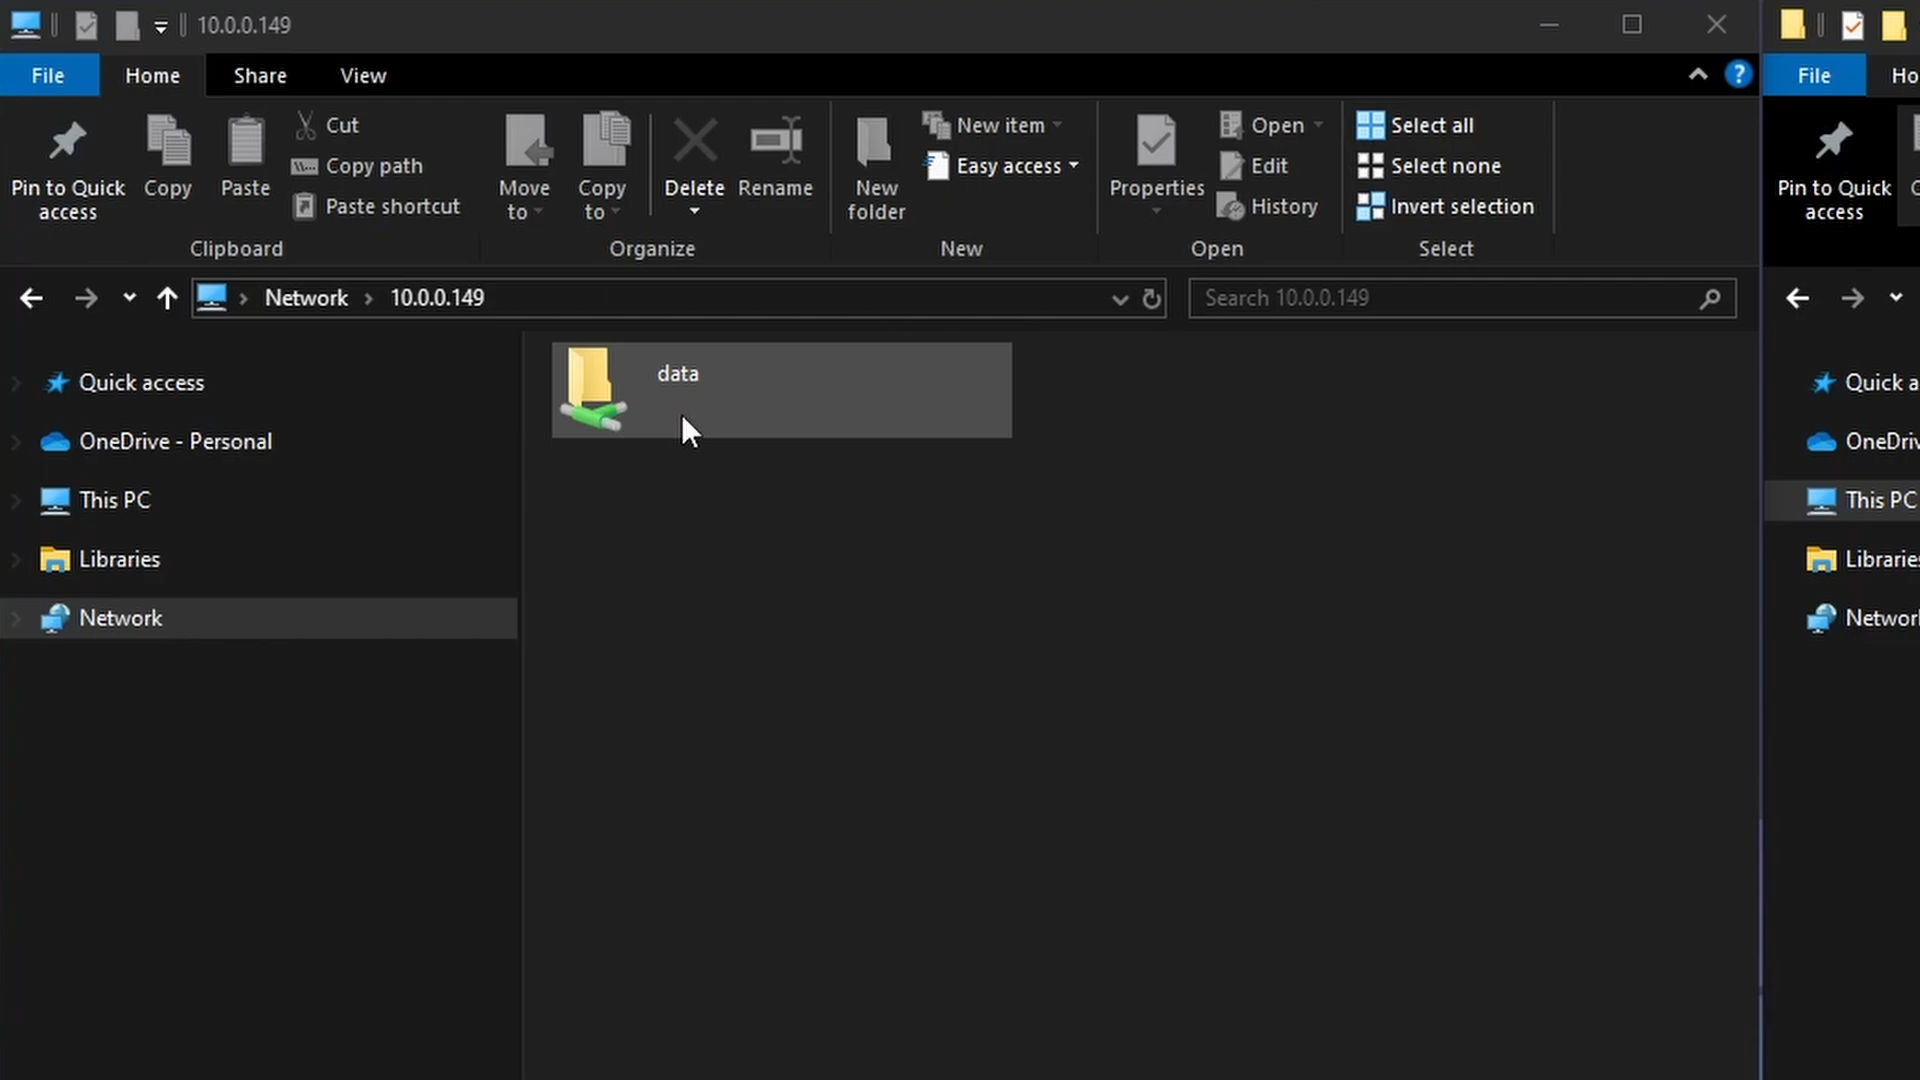 10.0.0.149
File Home Share View
File Ho
Pin to Quick access
Copy
Paste
Cut
Copy path
Paste shortcut
Clipboard
Move to
Copy to
Delete
Rename
Organize
New folder
New item
Easy access
New
Properties
Open
Edit
History
Open
Select all
Select none
Invert selection
Select
Pin to Quick access
Network 10.0.0.149
Search 10.0.0.149
Quick access
OneDrive - Personal
This PC
Libraries
Network
data
Quick a
OneDriv
This PC
Libraries
Network